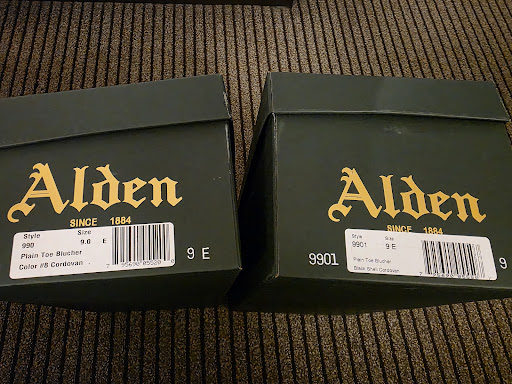 Alden
SINCE 1884
Style Size
990 9.0 E
Plain Toe Blucher
Color #8 Cordovan
9 E
Alden
SINCE 1884
Style Size
9901 9 E
Plain Toe Blucher
Black Shell Cordovan
9901
9